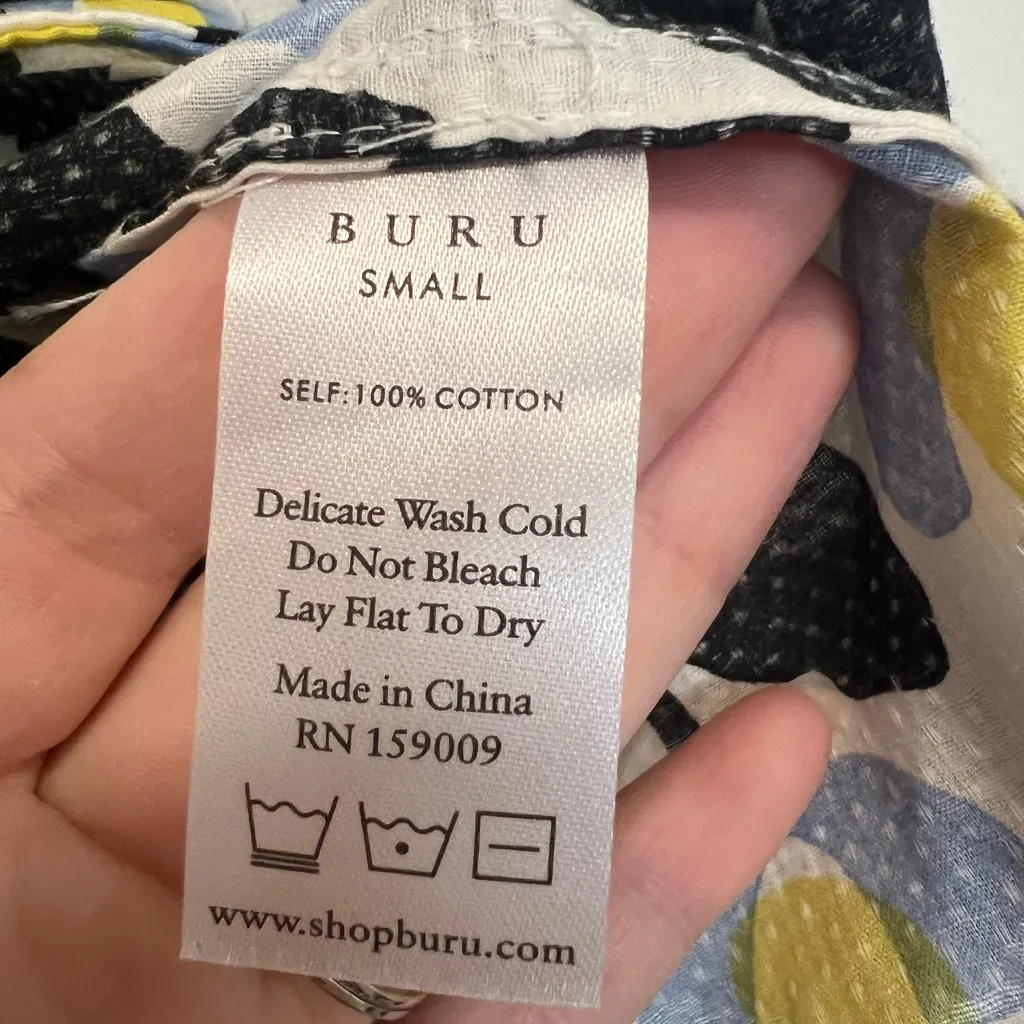 BURU
SMALL
SELF: 100% COTTON
Delicate Wash Cold
Do Not Bleach
Lay Flat To Dry
Made in China
RN 159009
www.shopburu.com